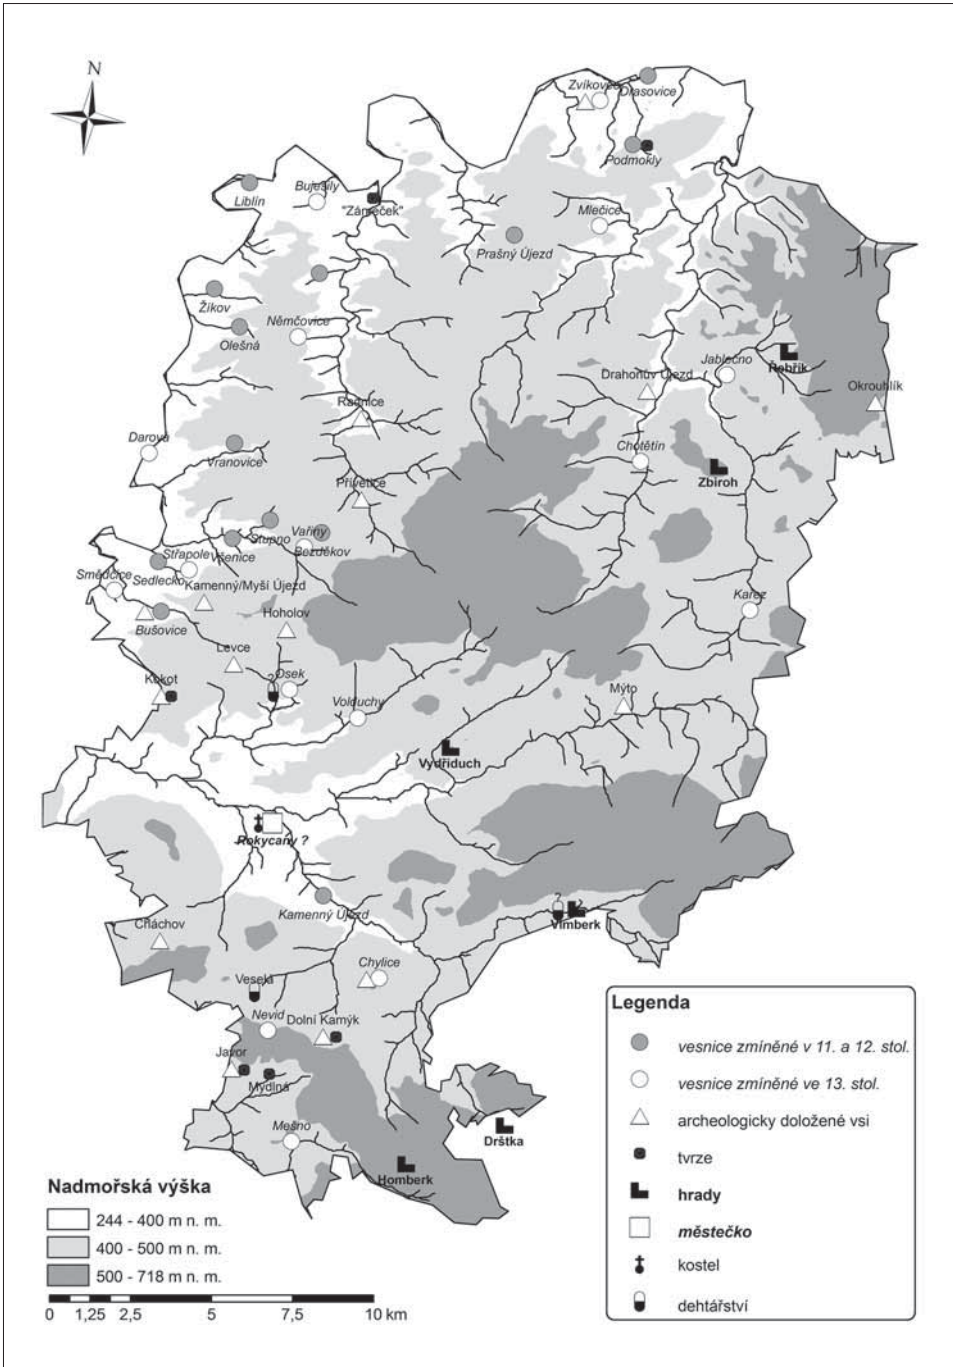 N
Zvíkovec
Drasovice
Podmokly
Liblín
Bujesily
"Zámeček"
Mlečice
Prašný Újezd
Žikov
Němčovice
Olešná
Jablečno
Řebřík
Drahoňův Újezd
Okrouhlík
Radnice
Darová
Vranovice
Chotětín
Zbiroh
Přívětice
Stupno
Vařiny
Všenice
Bezděkov
Střapole
Sedlecko
Smědčice
Kamenný/Myší Újezd
Karez
Bušovice
Hoholov
Levce
Kokot
?
Osek
Mýto
Volduchy
Vydřiduch
Rokycany ?
Kamenný Újezd
?
?
Vimberk
Cháchov
Chylice
Veselá
Nevid
Dolní Kamýk
Javor
Mydlná
Mešno
Drštka
Homberk
Legenda
vesnice zmíněné v 11. a 12. stol.
vesnice zmíněné ve 13. stol.
archeologicky doložené vsi
tvrze
hrady
městečko
kostel
dehtářství
Nadmořská výška
244 - 400 m n. m.
400 - 500 m n. m.
500 - 718 m n. m.
0 1,25 2,5 5 7,5 10 km